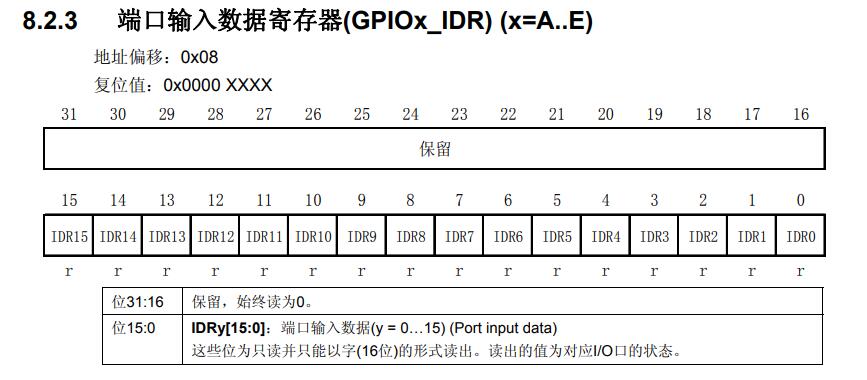 8.2.3 端口输入数据寄存器(GPIOx_IDR) (x=A..E)
地址偏移：0x08
复位值：0x0000 XXXX
31 30 29 28 27 26 25 24 23 22 21 20 19 18 17 16
保留
15 14 13 12 11 10 9 8 7 6 5 4 3 2 1 0
IDR15 IDR14 IDR13 IDR12 IDR11 IDR10 IDR9 IDR8 IDR7 IDR6 IDR5 IDR4 IDR3 IDR2 IDR1 IDR0
r r r r r r r r r r r r r r r r
位31:16 保留，始终读为0。
位15:0 IDRy[15:0]：端口输入数据(y = 0…15) (Port input data)
这些位为只读并只能以字(16位)的形式读出。读出的值为对应I/O口的状态。